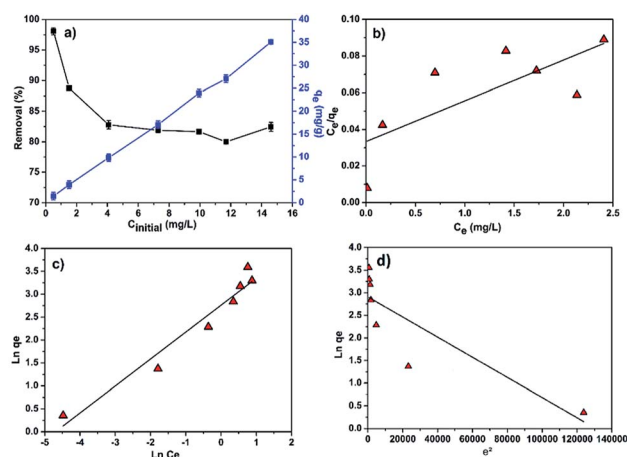 a)
Removal (%)
100
95
90
85
80
75
70
0 2 4 6 8 10 12 14 16
C initial (mg/L)
40
35
30
25
20
15
10
5
0
qe (mg/g)
b)
Ce/qe
0.10
0.08
0.06
0.04
0.02
0.00
0.0 0.5 1.0 1.5 2.0 2.5
Ce (mg/L)
c)
Ln qe
4.0
3.5
3.0
2.5
2.0
1.5
1.0
0.5
0.0
-5 -4 -3 -2 -1 0 1 2
Ln Ce
d)
Ln qe
4.0
3.5
3.0
2.5
2.0
1.5
1.0
0.5
0.0
0 20000 40000 60000 80000 100000 120000 140000
e²